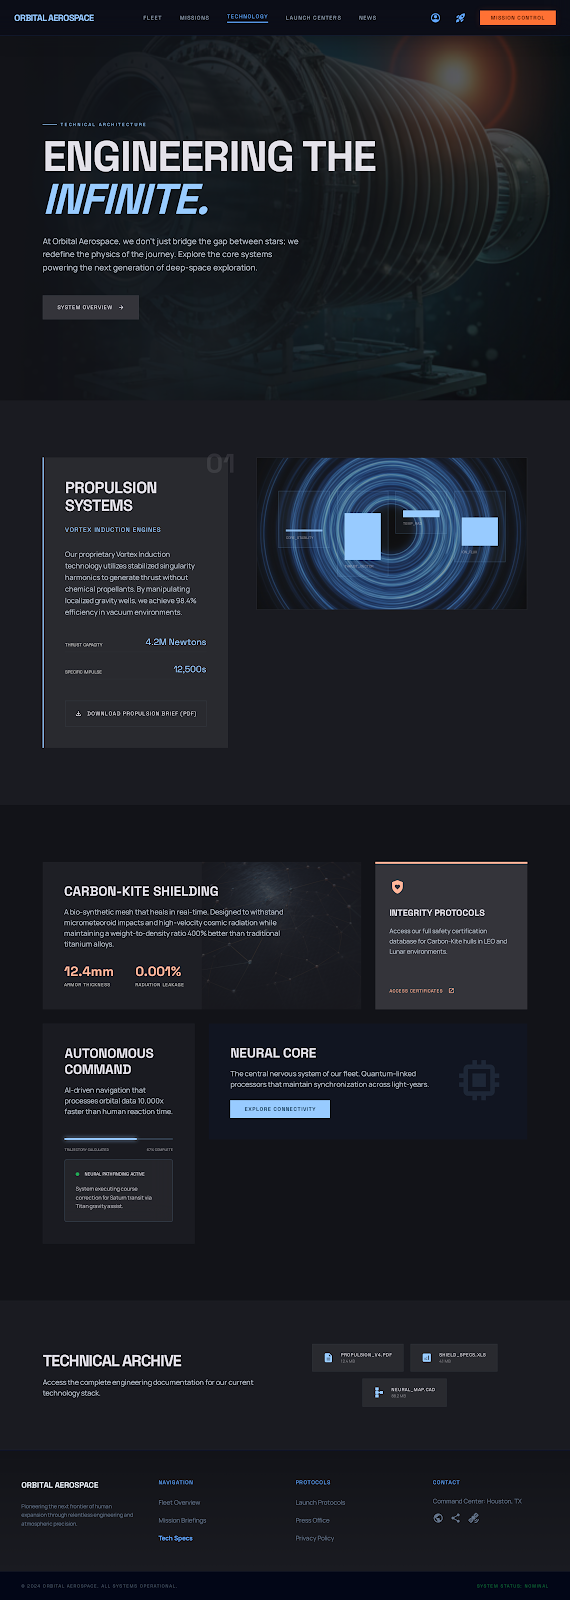 ORBITAL AEROSPACE
FLEET
MISSIONS
TECHNOLOGY
LAUNCH CENTERS
NEWS
MISSION CONTROL
TECHNICAL ARCHITECTURE
ENGINEERING THE
INFINITE.
At Orbital Aerospace, we don't just bridge the gap between stars; we
redefine the physics of the journey. Explore the core systems
powering the next generation of deep-space exploration.
SYSTEM OVERVIEW
01
PROPULSION
SYSTEMS
VORTEX INDUCTION ENGINES
Our proprietary Vortex Induction
technology utilizes stabilized singularity
harmonics to generate thrust without
chemical propellants. By manipulating
localized gravity wells, we achieve 98.4%
efficiency in vacuum environments.
THRUST CAPACITY
4.2M Newtons
SPECIFIC IMPULSE
12,500s
DOWNLOAD PROPULSION BRIEF (PDF)
CARBON-KITE SHIELDING
A bio-synthetic mesh that heals in real-time. Designed to withstand
micrometeoroid impacts and high-velocity cosmic radiation while
maintaining a weight-to-density ratio 400% better than traditional
titanium alloys.
12.4mm
ARMOR THICKNESS
0.001%
RADIATION LEAKAGE
INTEGRITY PROTOCOLS
Access our full safety certification
database for Carbon-Kite hulls in LEO and
Lunar environments.
ACCESS CERTIFICATES
AUTONOMOUS
COMMAND
AI-driven navigation that
processes orbital data 10,000x
faster than human reaction time.
TRAJECTORY CALCULATED
NEURAL PATHFINDING ACTIVE
System executing course
correction for Saturn transit via
Titan gravity assist.
NEURAL CORE
The central nervous system of our fleet. Quantum-linked
processors that maintain synchronization across light-years.
EXPLORE CONNECTIVITY
TECHNICAL ARCHIVE
Access the complete engineering documentation for our current
technology stack.
PROPULSION_V4.PDF
SHIELD_SPECS.XLS
NEURAL_MAP.CAD
ORBITAL AEROSPACE
Pioneering the next frontier of human
expansion through relentless engineering and
atmospheric precision.
NAVIGATION
Fleet Overview
Mission Briefings
Tech Specs
PROTOCOLS
Launch Protocols
Press Office
Privacy Policy
CONTACT
Command Center: Houston, TX
© 2024 ORBITAL AEROSPACE. ALL SYSTEMS OPERATIONAL.
SYSTEM STATUS: NOMINAL